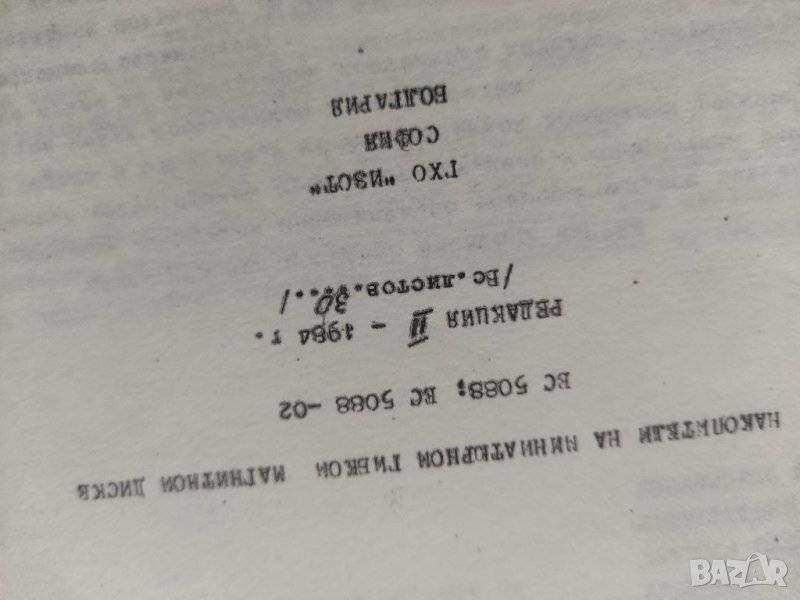 НАКОПИТЕЛИ НА МИНИАТЮРНОМ ГИБКОМ МАГНИТНОМ ДИСКЕ
ЕС 5088; ЕС 5088 -02
РЕДАКЦИЯ II - 1984 г.
/Вс.листов..30../
ГХО "ИЗОТ"
СОФИЯ
БОЛГАРИЯ
BAZAR